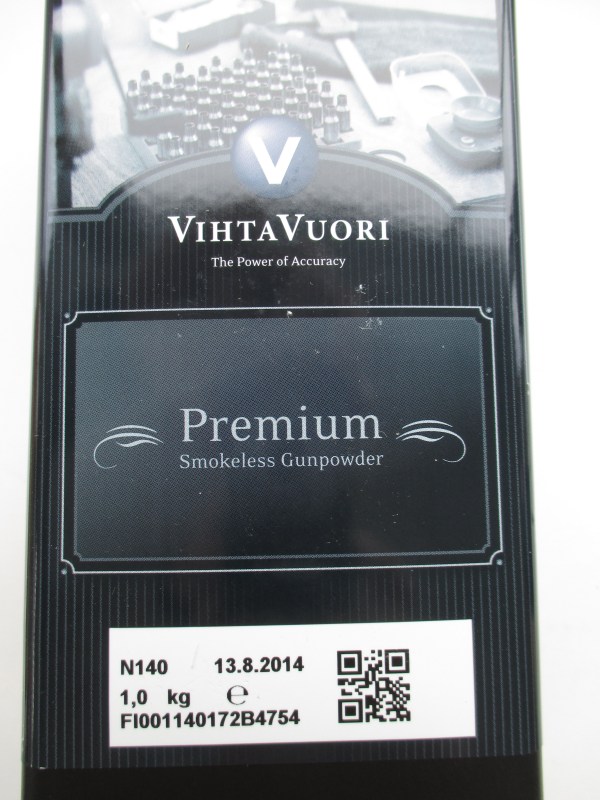 V
VIHTAVUORI
The Power of Accuracy
Premium
Smokeless Gunpowder
N140 13.8.2014
1,0 kg ℮
FI001140172B4754